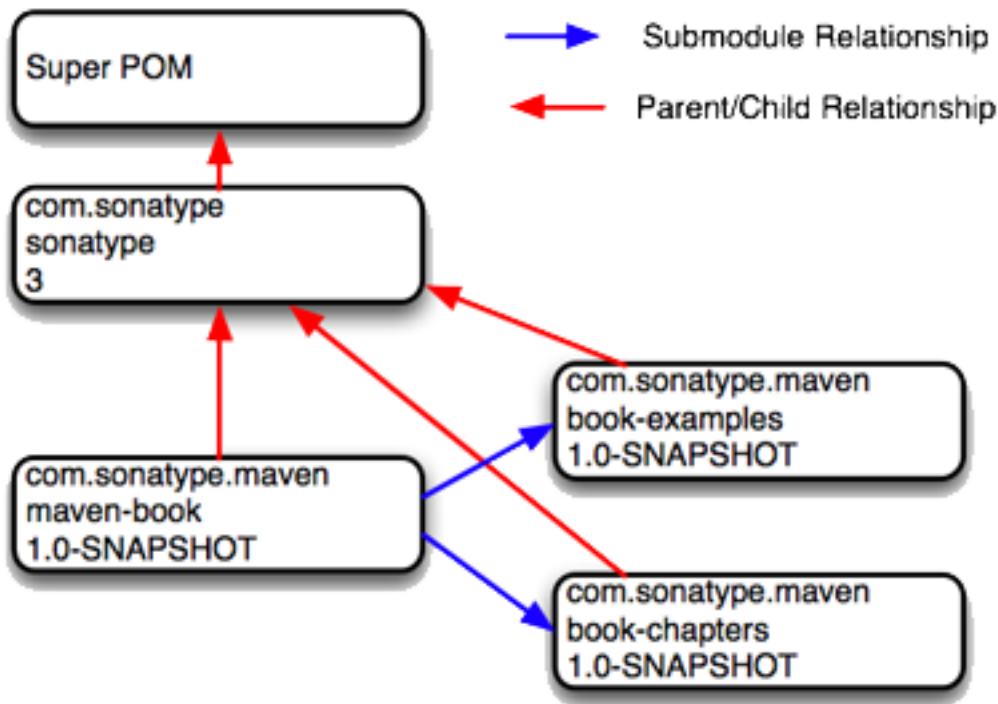 Super POM
Submodule Relationship
Parent/Child Relationship
com.sonatype
sonatype
3
com.sonatype.maven
book-examples
1.0-SNAPSHOT
com.sonatype.maven
maven-book
1.0-SNAPSHOT
com.sonatype.maven
book-chapters
1.0-SNAPSHOT